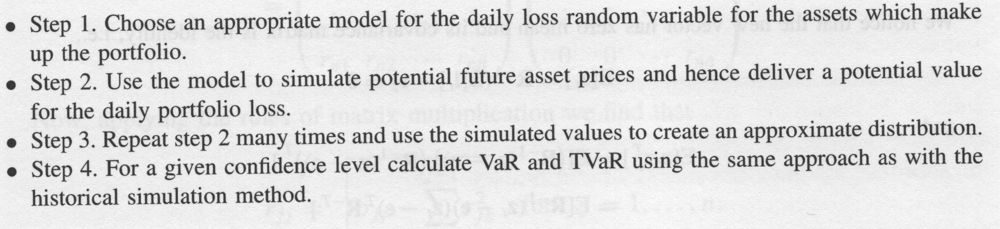 • Step 1. Choose an appropriate model for the daily loss random variable for the assets which make
up the portfolio.
• Step 2. Use the model to simulate potential future asset prices and hence deliver a potential value
for the daily portfolio loss.
• Step 3. Repeat step 2 many times and use the simulated values to create an approximate distribution.
• Step 4. For a given confidence level calculate VaR and TVaR using the same approach as with the
historical simulation method.